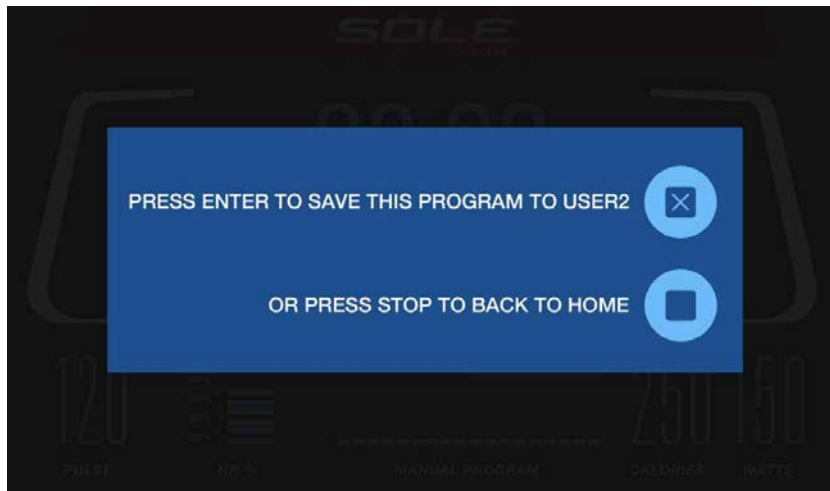 SOLE
PRESS ENTER TO SAVE THIS PROGRAM TO USER2
OR PRESS STOP TO BACK TO HOME
120
250
150
PULSE
HR %
MANUAL PROGRAM
CALORIES
WATTS